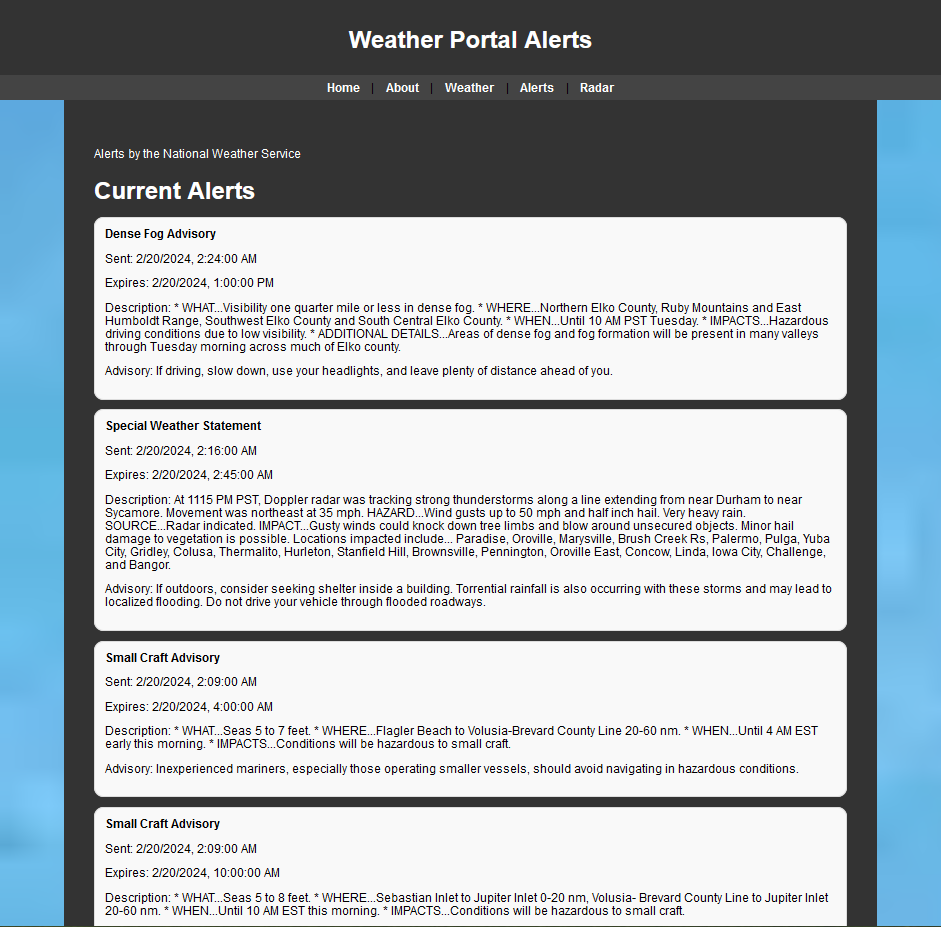 Weather Portal Alerts
Home | About | Weather | Alerts | Radar
Alerts by the National Weather Service
Current Alerts
Dense Fog Advisory
Sent: 2/20/2024, 2:24:00 AM
Expires: 2/20/2024, 1:00:00 PM
Description: * WHAT...Visibility one quarter mile or less in dense fog. * WHERE...Northern Elko County, Ruby Mountains and East
Humboldt Range, Southwest Elko County and South Central Elko County. * WHEN...Until 10 AM PST Tuesday. * IMPACTS...Hazardous
driving conditions due to low visibility. * ADDITIONAL DETAILS...Areas of dense fog and fog formation will be present in many valleys
through Tuesday morning across much of Elko county.
Advisory: If driving, slow down, use your headlights, and leave plenty of distance ahead of you.
Special Weather Statement
Sent: 2/20/2024, 2:16:00 AM
Expires: 2/20/2024, 2:45:00 AM
Description: At 1115 PM PST, Doppler radar was tracking strong thunderstorms along a line extending from near Durham to near
Sycamore. Movement was northeast at 35 mph. HAZARD...Wind gusts up to 50 mph and half inch hail. Very heavy rain.
SOURCE...Radar indicated. IMPACT...Gusty winds could knock down tree limbs and blow around unsecured objects. Minor hail
damage to vegetation is possible. Locations impacted include... Paradise, Oroville, Marysville, Brush Creek Rs, Palermo, Pulga, Yuba
City, Gridley, Colusa, Thermalito, Hurleton, Stanfield Hill, Brownsville, Pennington, Oroville East, Concow, Linda, Iowa City, Challenge,
and Bangor.
Advisory: If outdoors, consider seeking shelter inside a building. Torrential rainfall is also occurring with these storms and may lead to
localized flooding. Do not drive your vehicle through flooded roadways.
Small Craft Advisory
Sent: 2/20/2024, 2:09:00 AM
Expires: 2/20/2024, 4:00:00 AM
Description: * WHAT...Seas 5 to 7 feet. * WHERE...Flagler Beach to Volusia-Brevard County Line 20-60 nm. * WHEN...Until 4 AM EST
early this morning. * IMPACTS...Conditions will be hazardous to small craft.
Advisory: Inexperienced mariners, especially those operating smaller vessels, should avoid navigating in hazardous conditions.
Small Craft Advisory
Sent: 2/20/2024, 2:09:00 AM
Expires: 2/20/2024, 10:00:00 AM
Description: * WHAT...Seas 5 to 8 feet. * WHERE...Sebastian Inlet to Jupiter Inlet 0-20 nm, Volusia- Brevard County Line to Jupiter Inlet
20-60 nm. * WHEN...Until 10 AM EST this morning. * IMPACTS...Conditions will be hazardous to small craft.